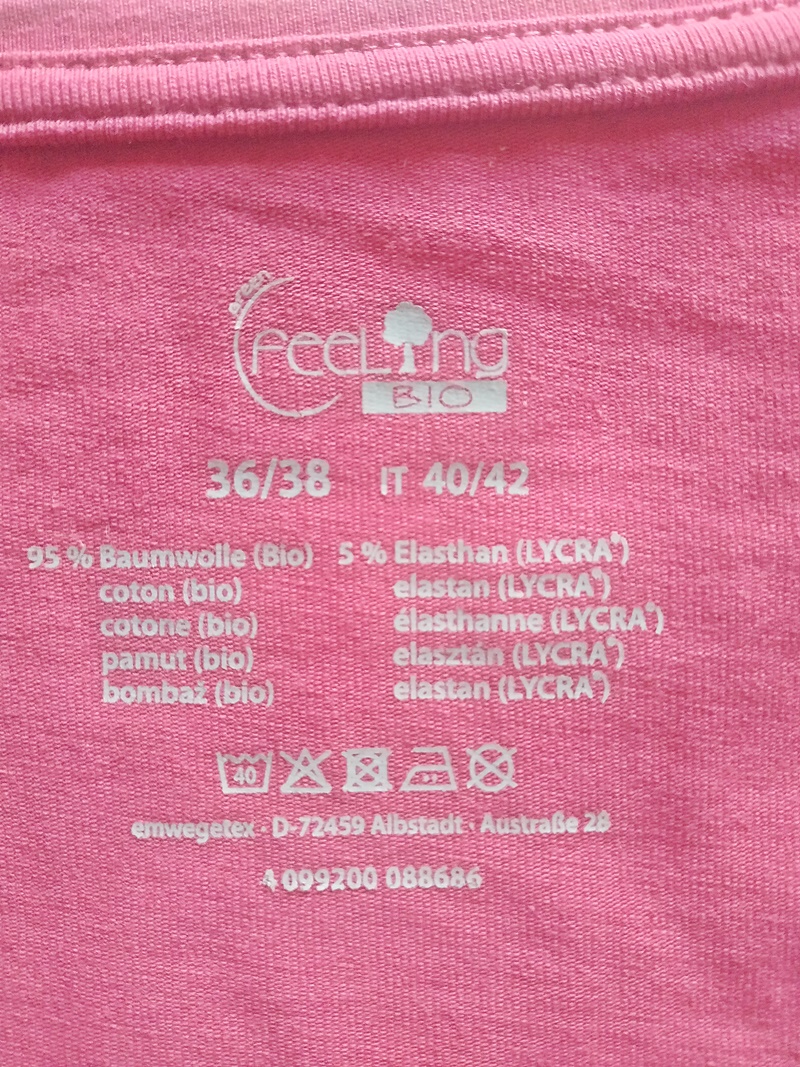 green
FEELING
BIO
36/38 IT 40/42
95 % Baumwolle (Bio) 5 % Elasthan (LYCRA®)
coton (bio) elastan (LYCRA®)
cotone (bio) élasthanne (LYCRA®)
pamut (bio) elasztán (LYCRA®)
bombaž (bio) elastan (LYCRA®)
40
emwegetex · D-72459 Albstadt · Austraße 28
4 099200 088686